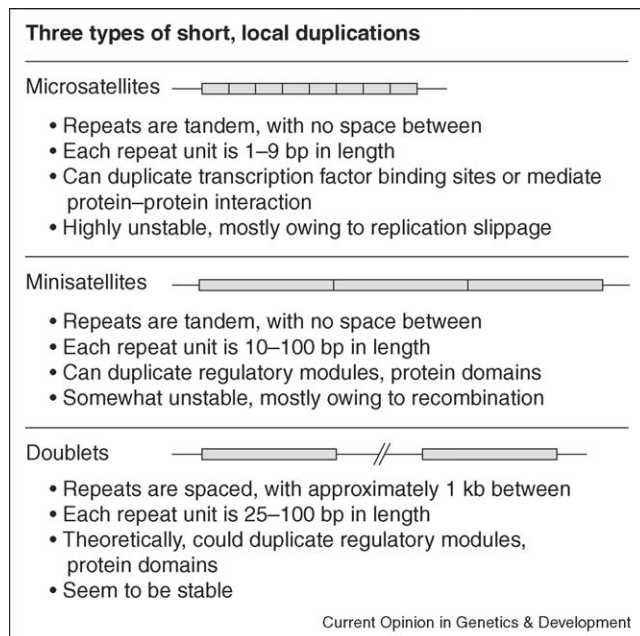 Three types of short, local duplications
Microsatellites
• Repeats are tandem, with no space between
• Each repeat unit is 1–9 bp in length
• Can duplicate transcription factor binding sites or mediate
protein–protein interaction
• Highly unstable, mostly owing to replication slippage
Minisatellites
• Repeats are tandem, with no space between
• Each repeat unit is 10–100 bp in length
• Can duplicate regulatory modules, protein domains
• Somewhat unstable, mostly owing to recombination
Doublets
• Repeats are spaced, with approximately 1 kb between
• Each repeat unit is 25–100 bp in length
• Theoretically, could duplicate regulatory modules,
protein domains
• Seem to be stable
Current Opinion in Genetics & Development